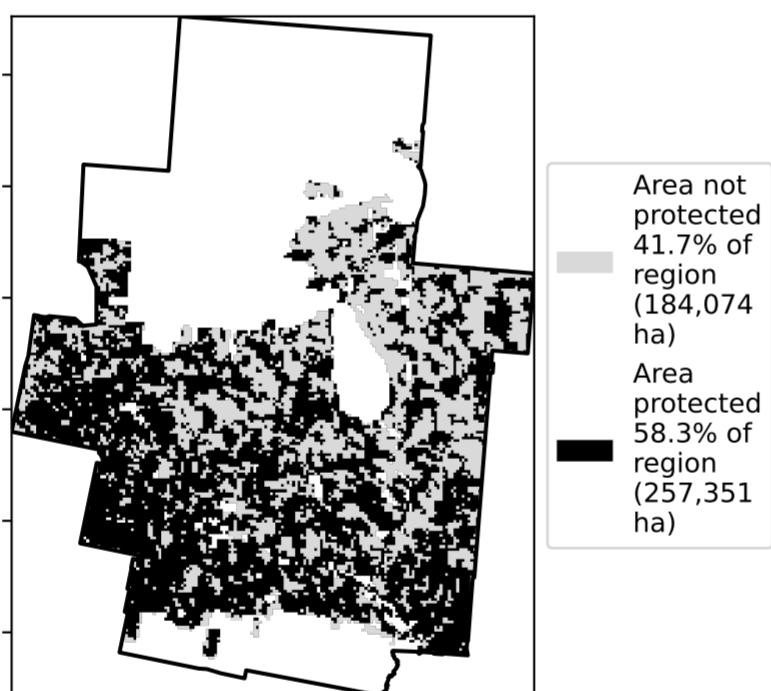 Area not
protected
41.7% of
region
(184,074
ha)
Area
protected
58.3% of
region
(257,351
ha)